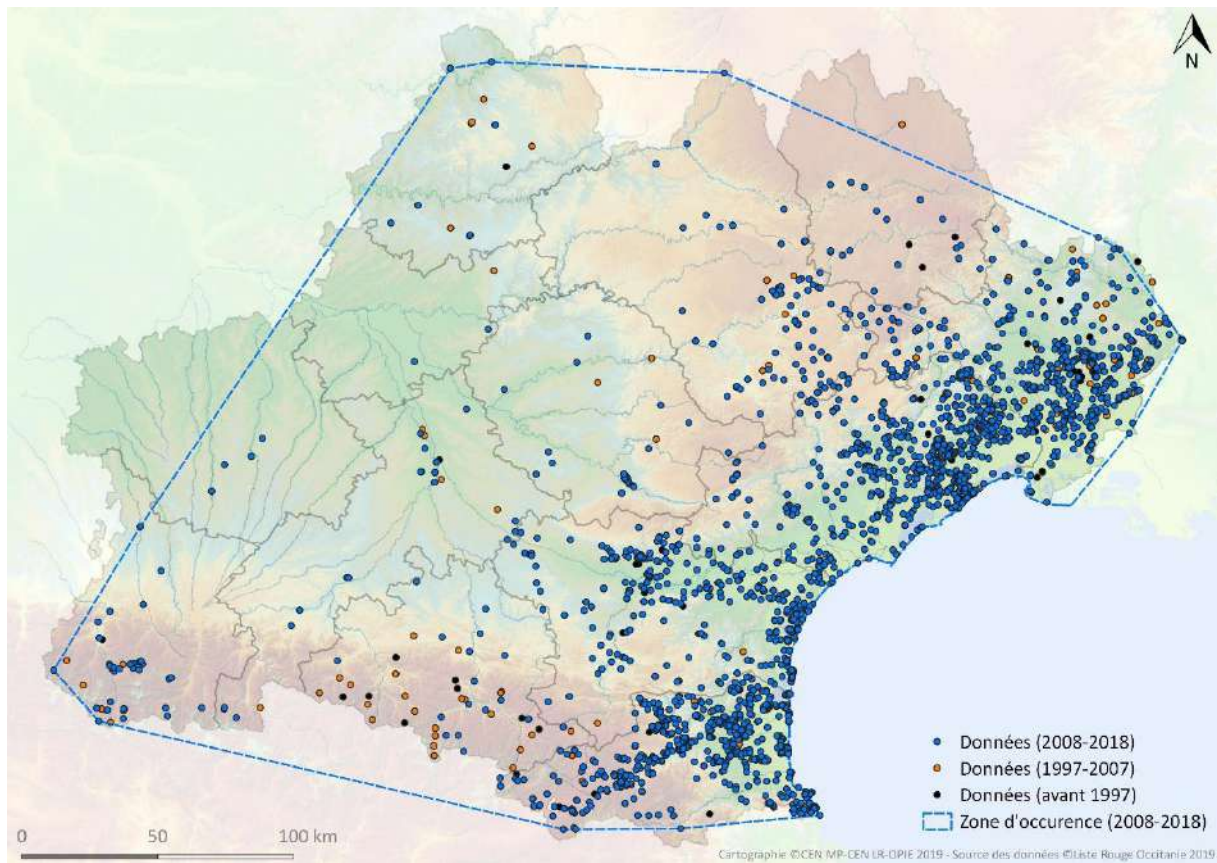 N
Données (2008-2018)
Données (1997-2007)
Données (avant 1997)
Zone d'occurence (2008-2018)
0 50 100 km
Cartographie ©CEN MP-CEN LR-OPIE 2019 - Source des données ©Liste Rouge Occitanie 2019